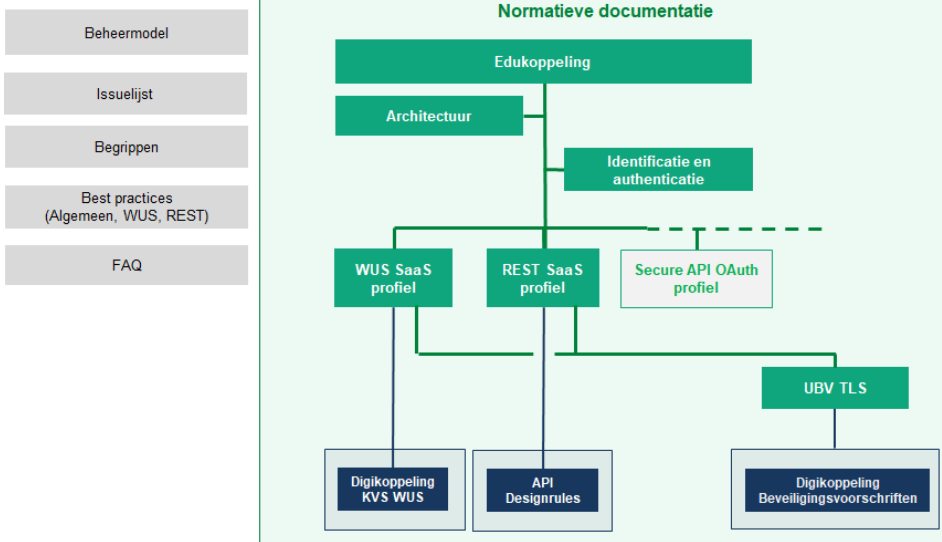 Beheermodel
Issuelijst
Begrippen
Best practices
(Algemeen, WUS, REST)
FAQ
Normatieve documentatie
Edukoppeling
Architectuur
Identificatie en
authenticatie
WUS SaaS
profiel
REST SaaS
profiel
Secure API OAuth
profiel
UBV TLS
Digikoppeling
KVS WUS
API
Designrules
Digikoppeling
Beveiligingsvoorschriften